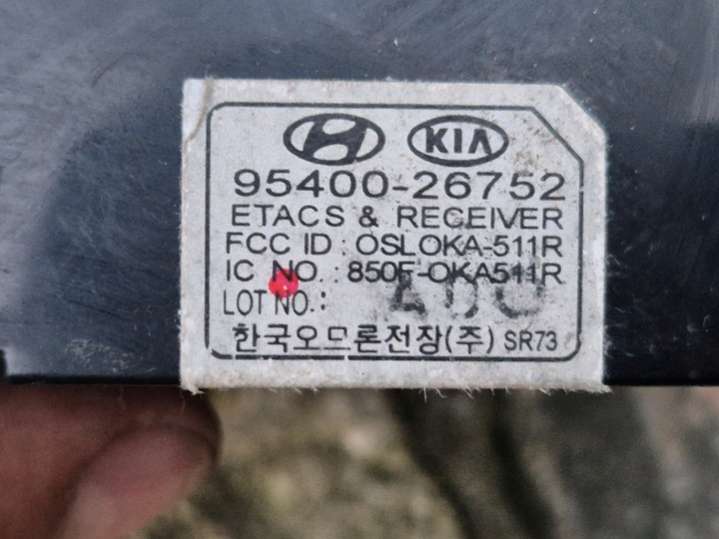 KIA
95400-26752
ETACS & RECEIVER
FCC ID : OSLOKA-511R
IC NO. : 850F-OKA511R
LOT NO. :
한국오므론전장(주) SR73